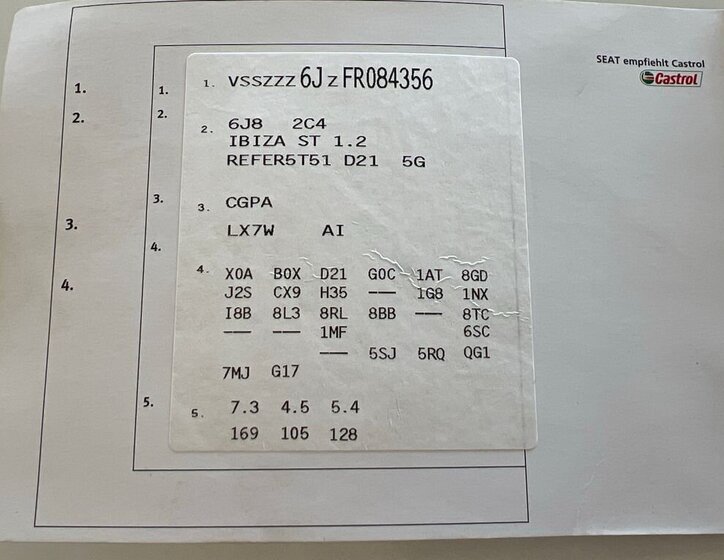 SEAT empfiehlt Castrol
Castrol
1. 1. 1. VSSZZZ 6J Z FR084356
2. 2. 2. 6J8 2C4
IBIZA ST 1.2
REFER5T51 D21 5G
3. 3. 3. CGPA
LX7W AI
4. 4. 4. X0A B0X D21 G0C 1AT 8GD
J2S CX9 H35 --- 1G8 1NX
I8B 8L3 8RL 8BB --- 8TC
--- --- 1MF 6SC
--- 5SJ 5RQ QG1
7MJ G17
5. 5. 7.3 4.5 5.4
169 105 128